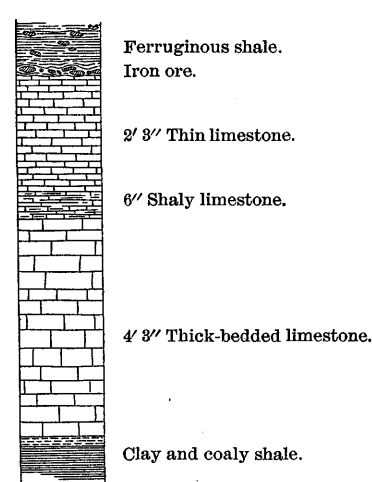 Ferruginous shale.
Iron ore.
2′ 3″ Thin limestone.
6″ Shaly limestone.
4′ 3″ Thick-bedded limestone.
Clay and coaly shale.